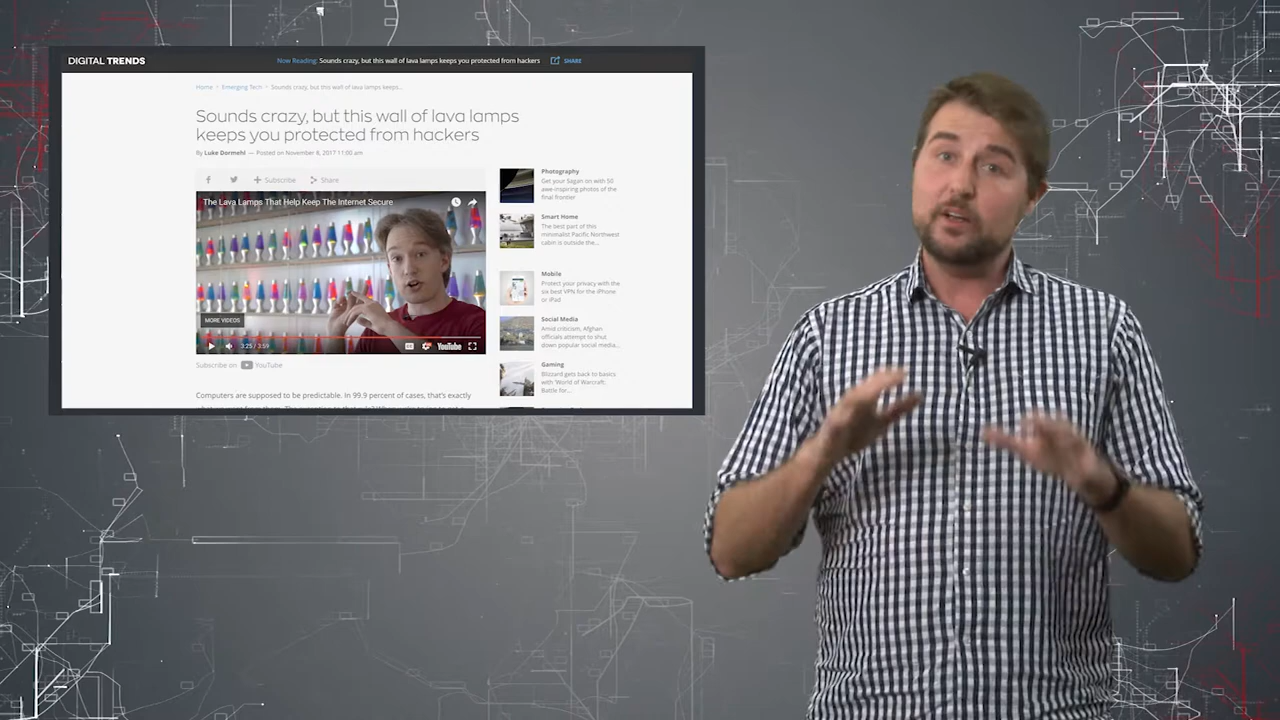 DIGITAL TRENDS
Now Reading: Sounds crazy, but this wall of lava lamps keeps you protected from hackers
SHARE
Home › Emerging Tech › Sounds crazy, but this wall of lava lamps keeps...
Sounds crazy, but this wall of lava lamps
keeps you protected from hackers
By Luke Dormehl — Posted on November 8, 2017 11:00 am
Subscribe
Share
The Lava Lamps That Help Keep The Internet Secure
MORE VIDEOS
3:25 / 3:59
YouTube
Subscribe on YouTube
Computers are supposed to be predictable. In 99.9 percent of cases, that's exactly
Photography
Get your Sagan on with 50
awe-inspiring photos of the
final frontier
Smart Home
The best part of this
minimalist Pacific Northwest
cabin is outside the...
Mobile
Protect your privacy with the
six best VPN for the iPhone
or iPad
Social Media
Amid criticism, Afghan
officials attempt to shut
down popular social media...
Gaming
Blizzard gets back to basics
with 'World of Warcraft,
Battle for...